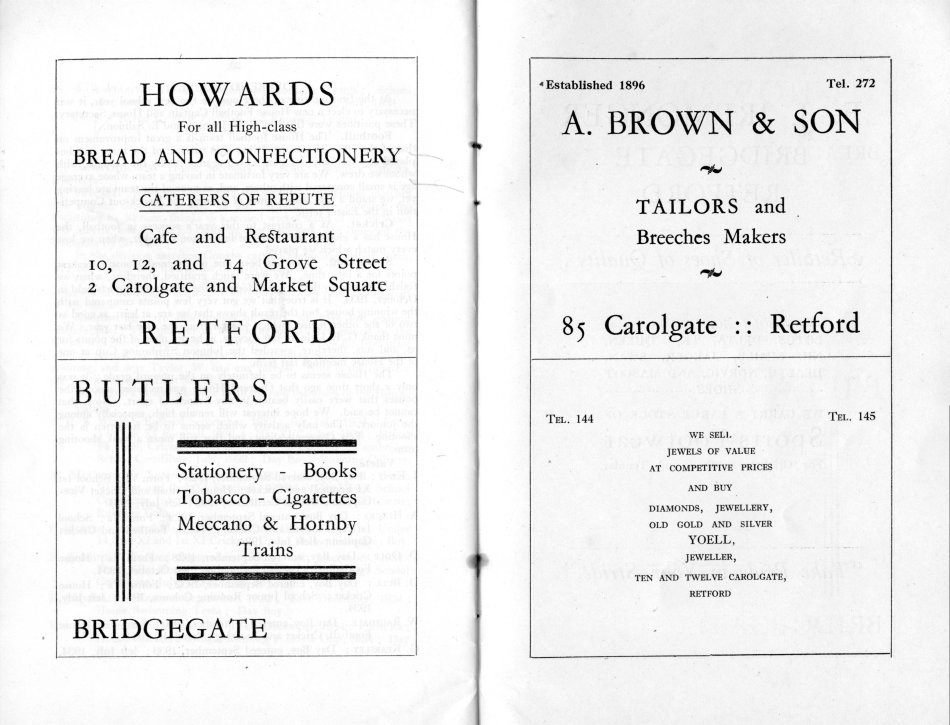 HOWARDS
For all High-class
BREAD AND CONFECTIONERY
CATERERS OF REPUTE
Cafe and Restaurant
10, 12, and 14 Grove Street
2 Carolgate and Market Square
RETFORD
BUTLERS
Stationery - Books
Tobacco - Cigarettes
Meccano & Hornby
Trains
BRIDGEGATE
Established 1896 Tel. 272
A. BROWN & SON
TAILORS and
Breeches Makers
85 Carolgate :: Retford
TEL. 144 TEL. 145
WE SELL
JEWELS OF VALUE
AT COMPETITIVE PRICES
AND BUY
DIAMONDS, JEWELLERY,
OLD GOLD AND SILVER
YOELL,
JEWELLER,
TEN AND TWELVE CAROLGATE,
RETFORD